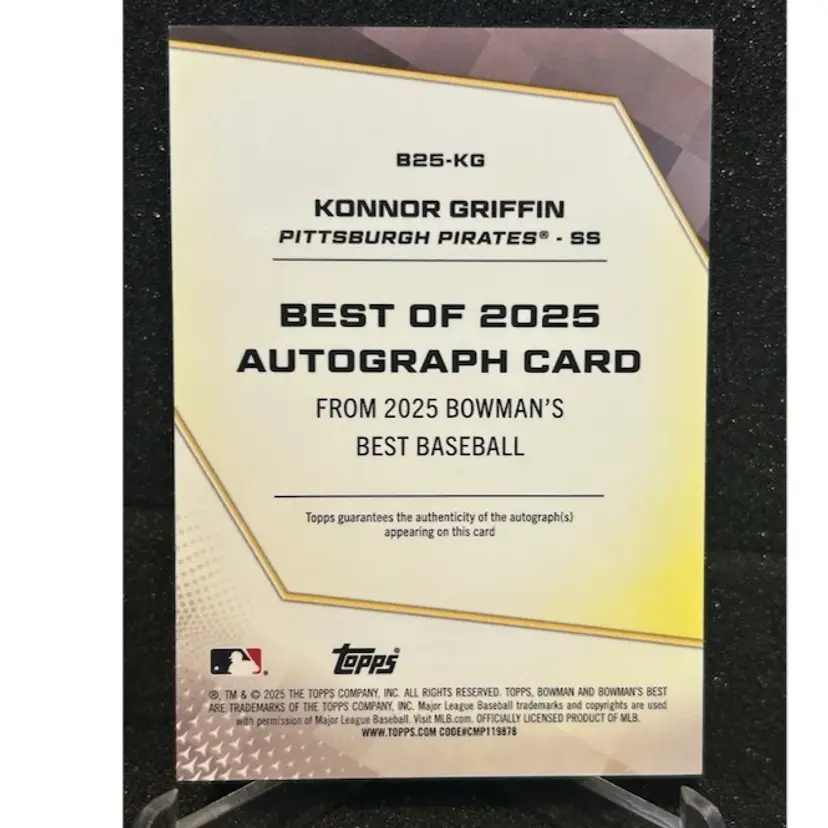 B25-KG
KONNOR GRIFFIN
PITTSBURGH PIRATES® - SS
BEST OF 2025
AUTOGRAPH CARD
FROM 2025 BOWMAN'S
BEST BASEBALL
Topps guarantees the authenticity of the autograph(s)
appearing on this card
Topps®
®, TM & © 2025 THE TOPPS COMPANY, INC. ALL RIGHTS RESERVED. TOPPS, BOWMAN AND BOWMAN'S BEST
ARE TRADEMARKS OF THE TOPPS COMPANY, INC. Major League Baseball trademarks and copyrights are used
with permission of Major League Baseball. Visit MLB.com. OFFICIALLY LICENSED PRODUCT OF MLB.
WWW.TOPPS.COM CODE#CMP119878